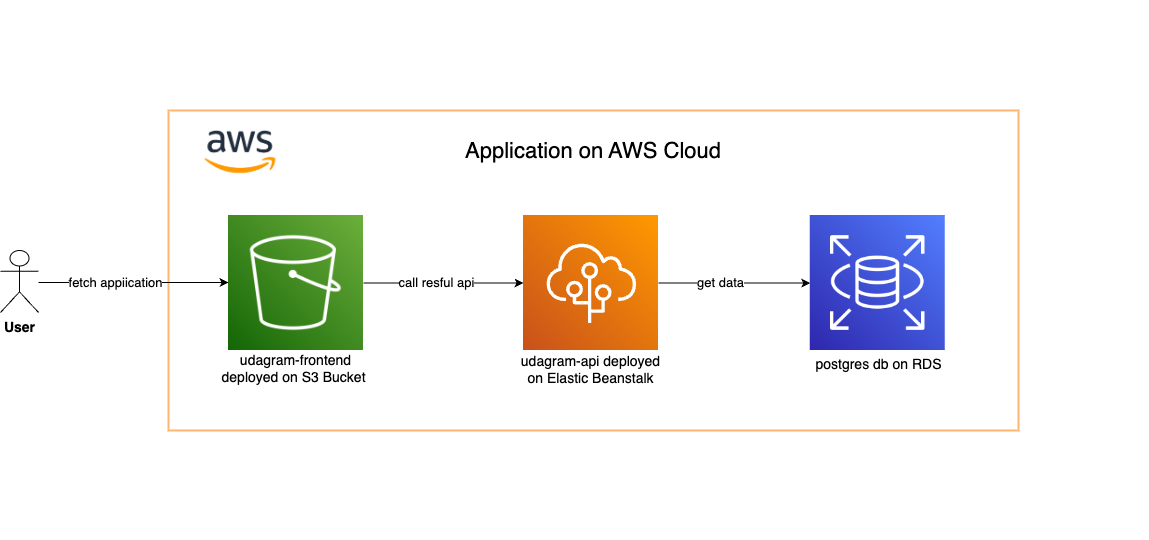 aws
Application on AWS Cloud
fetch appiication
call resful api
get data
User
udagram-frontend
deployed on S3 Bucket
udagram-api deployed
on Elastic Beanstalk
postgres db on RDS